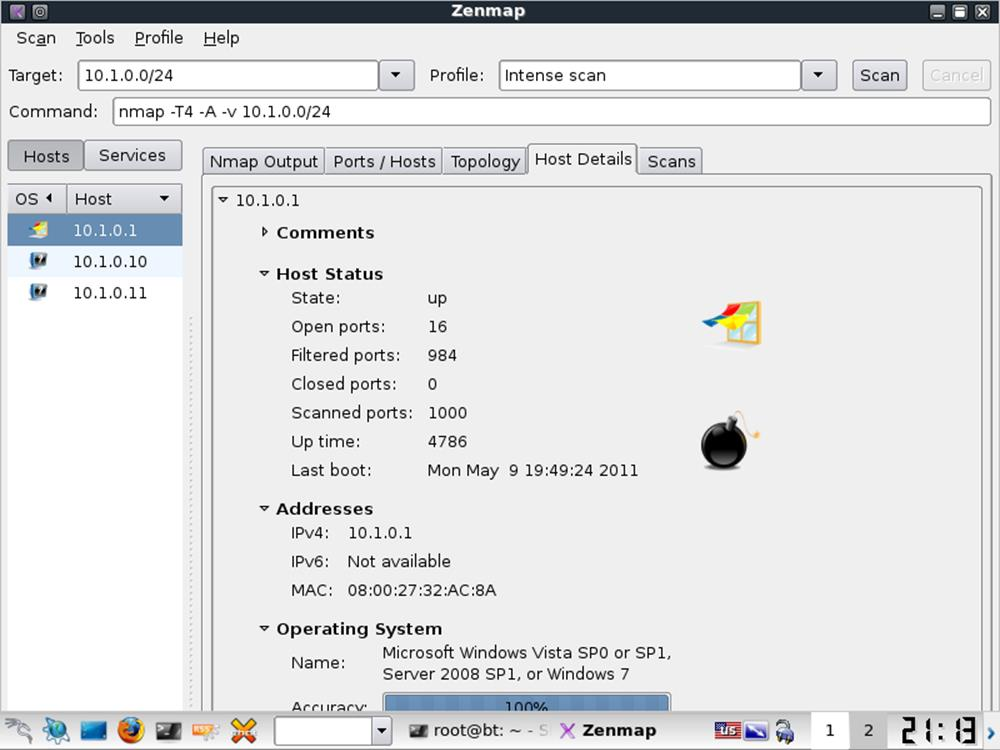 Zenmap
Scan Tools Profile Help
Target: 10.1.0.0/24 Profile: Intense scan Scan Cancel
Command: nmap -T4 -A -v 10.1.0.0/24
Hosts Services
Nmap Output Ports / Hosts Topology Host Details Scans
OS Host
10.1.0.1
10.1.0.10
10.1.0.11
10.1.0.1
Comments
Host Status
State: up
Open ports: 16
Filtered ports: 984
Closed ports: 0
Scanned ports: 1000
Up time: 4786
Last boot: Mon May 9 19:49:24 2011
Addresses
IPv4: 10.1.0.1
IPv6: Not available
MAC: 08:00:27:32:AC:8A
Operating System
Name: Microsoft Windows Vista SP0 or SP1,
Server 2008 SP1, or Windows 7
Accuracy: 100%
root@bt: ~ - S Zenmap US 1 2 21:13